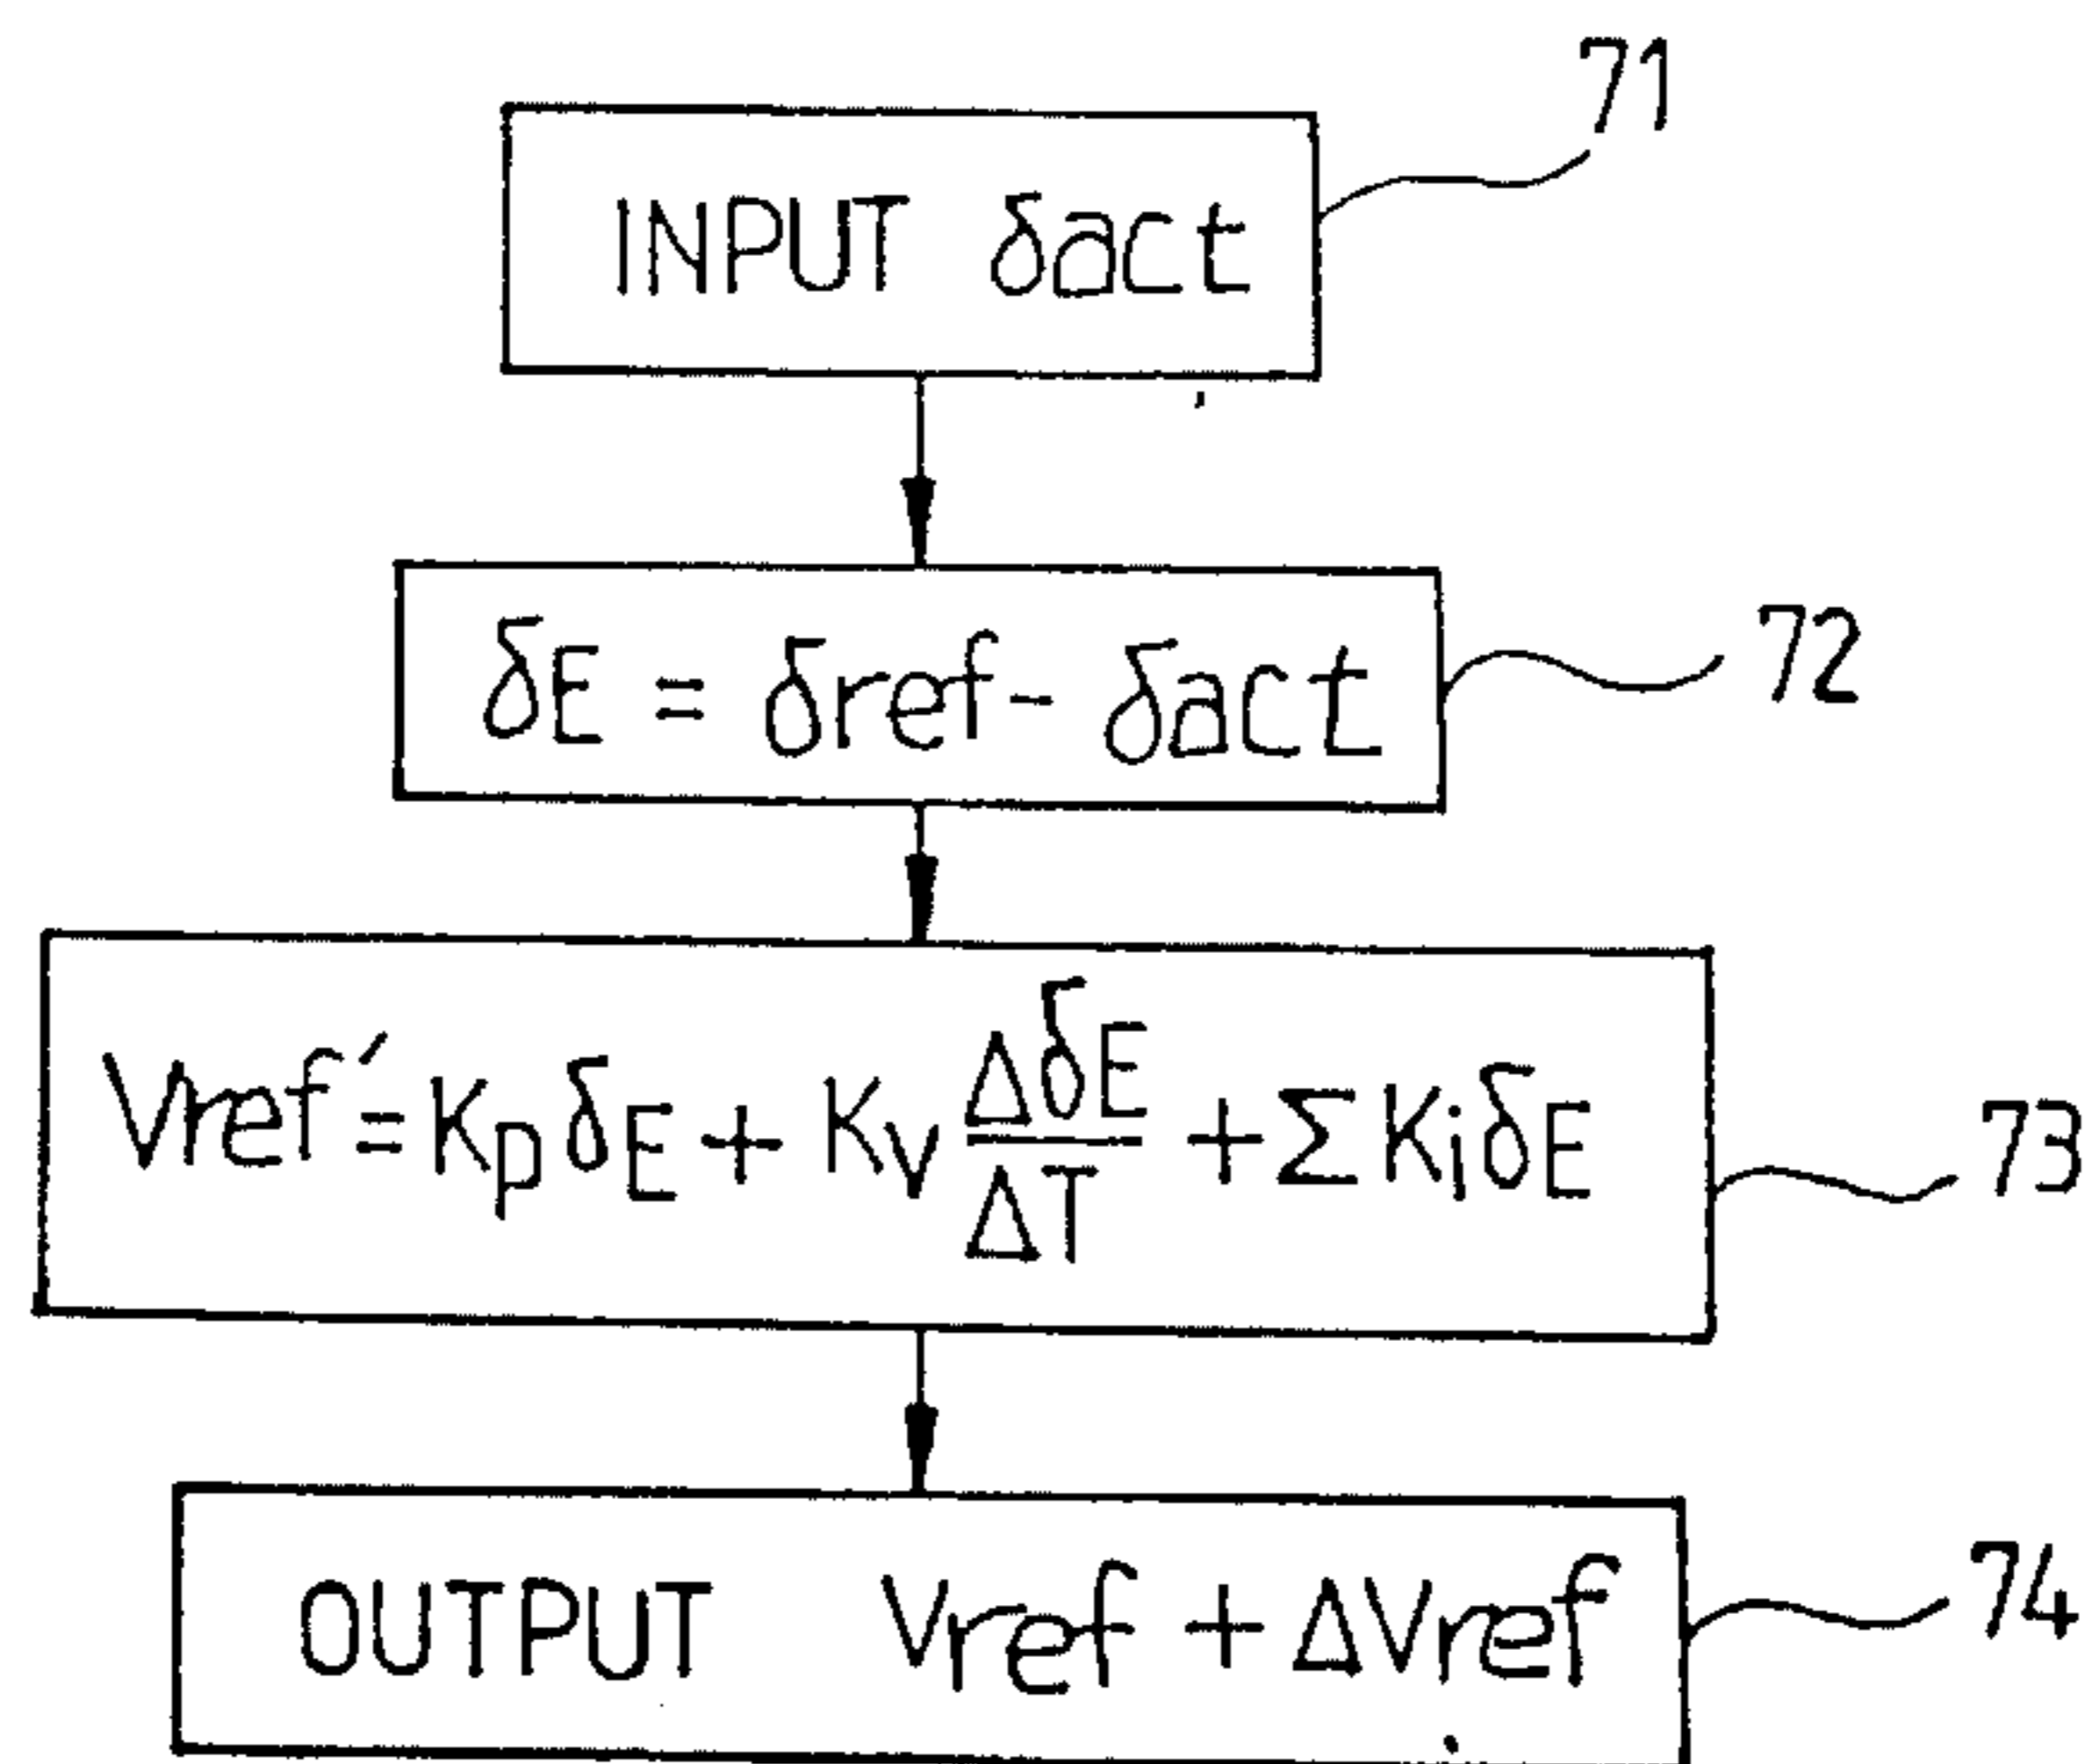 71
INPUT δact
δE = δref - δact
72
Vref′ = Kp δE + Kv ΔδE/ΔT + Σ Ki δE
73
OUTPUT Vref + ΔVref
74